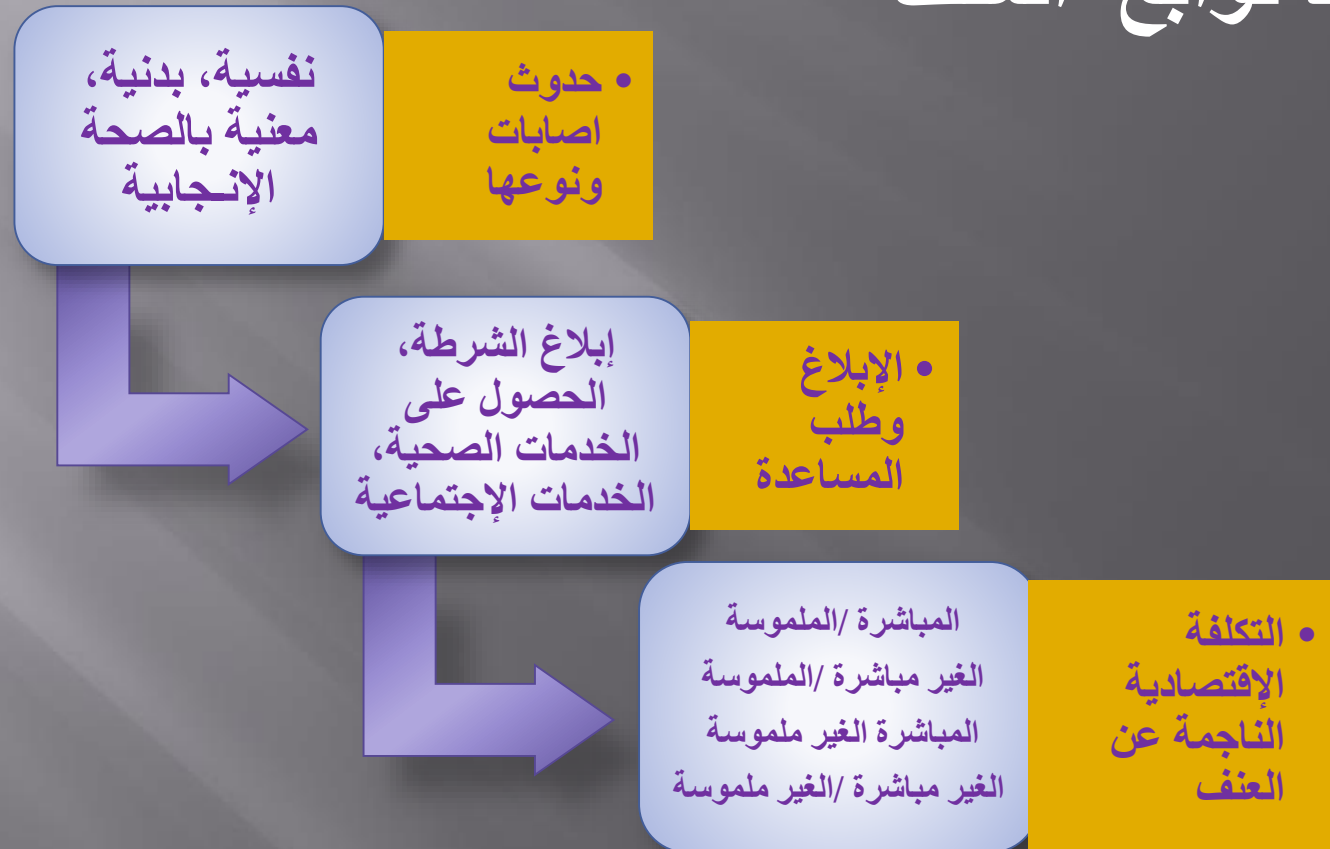 • حدوث
اصابات
ونوعها
نفسية، بدنية،
معنية بالصحة
الإنجابية
• الإبلاغ
وطلب
المساعدة
إبلاغ الشرطة،
الحصول على
الخدمات الصحية،
الخدمات الإجتماعية
• التكلفة
الإقتصادية
الناجمة عن
العنف
المباشرة /الملموسة
الغير مباشرة /الملموسة
المباشرة الغير ملموسة
الغير مباشرة /الغير ملموسة